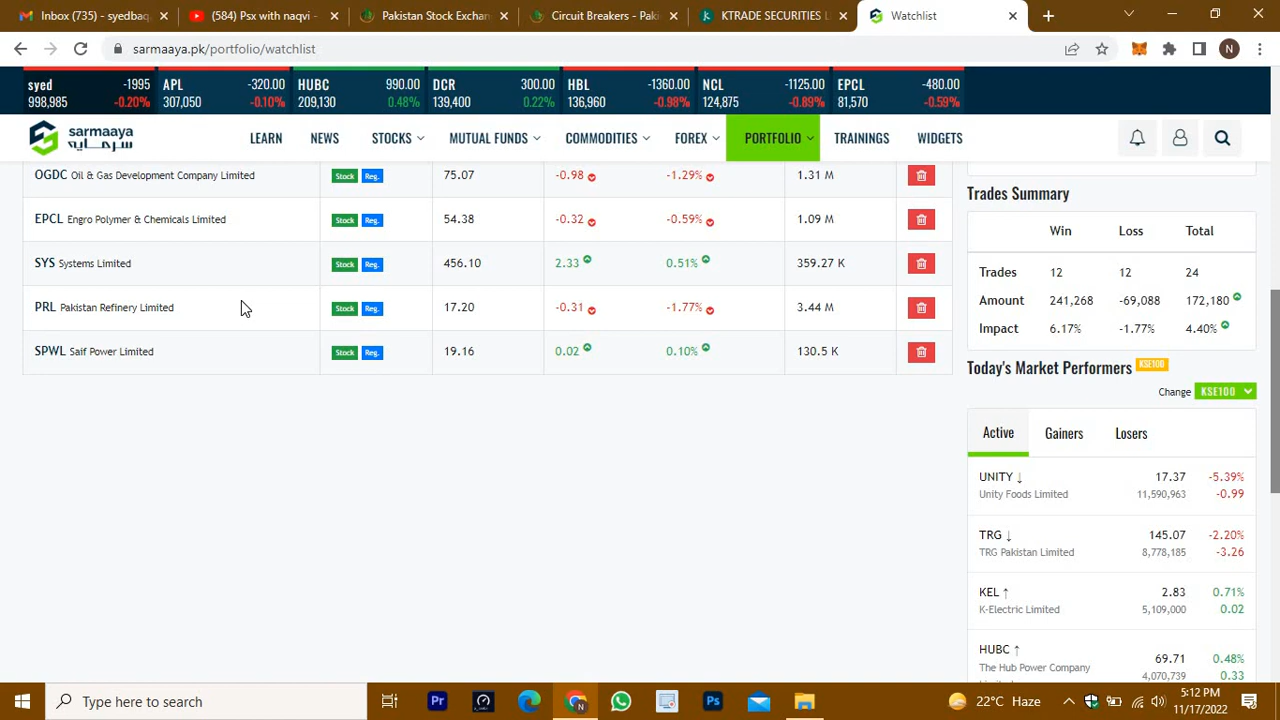 Inbox (735) - syedbaq
(584) Psx with naqvi -
Pakistan Stock Exchan
Circuit Breakers - Paki
KTRADE SECURITIES L
Watchlist
sarmaaya.pk/portfolio/watchlist
N
syed -1995
998,985 -0.20%
APL -320.00
307,050 -0.10%
HUBC 990.00
209,130 0.48%
DCR 300.00
139,400 0.22%
HBL -1360.00
136,960 -0.98%
NCL -1125.00
124,875 -0.89%
EPCL -480.00
81,570 -0.59%
sarmaaya
سرمایه
LEARN NEWS STOCKS MUTUAL FUNDS COMMODITIES FOREX PORTFOLIO TRAININGS WIDGETS
OGDC Oil & Gas Development Company Limited Stock Reg. 75.07 -0.98 -1.29% 1.31 M
EPCL Engro Polymer & Chemicals Limited Stock Reg. 54.38 -0.32 -0.59% 1.09 M
SYS Systems Limited Stock Reg. 456.10 2.33 0.51% 359.27 K
PRL Pakistan Refinery Limited Stock Reg. 17.20 -0.31 -1.77% 3.44 M
SPWL Saif Power Limited Stock Reg. 19.16 0.02 0.10% 130.5 K
Trades Summary
Win Loss Total
Trades 12 12 24
Amount 241,268 -69,088 172,180
Impact 6.17% -1.77% 4.40%
Today's Market Performers KSE100
Change KSE100
Active Gainers Losers
UNITY ↓ 17.37 -5.39%
Unity Foods Limited 11,590,963 -0.99
TRG ↓ 145.07 -2.20%
TRG Pakistan Limited 8,778,185 -3.26
KEL ↑ 2.83 0.71%
K-Electric Limited 5,109,000 0.02
HUBC ↑ 69.71 0.48%
The Hub Power Company 4,070,739 0.33
Type here to search
Pr
Ps
22°C Haze
5:12 PM
11/17/2022